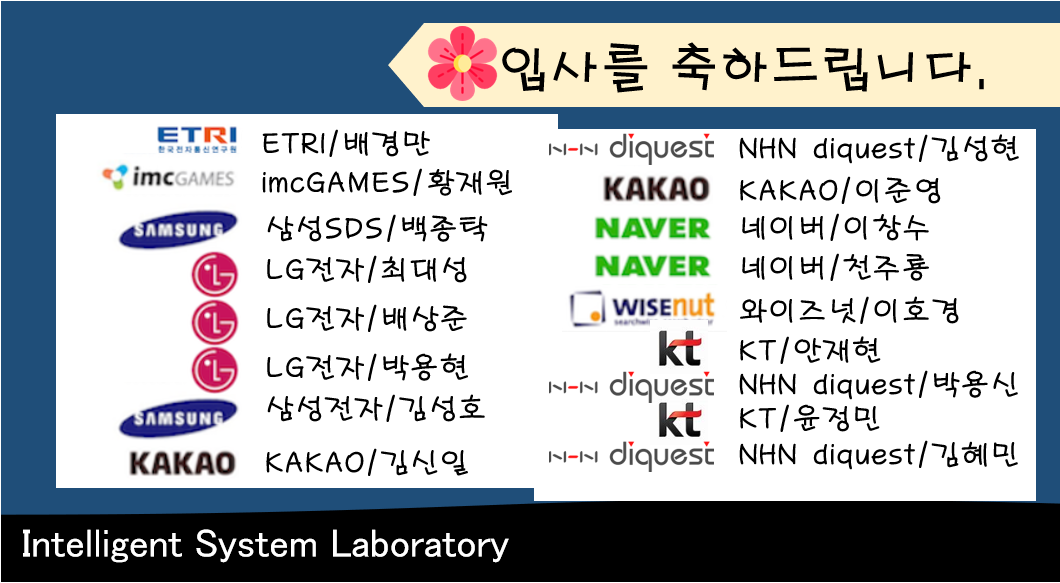 입사를 축하드립니다.
ETRI 한국전자통신연구원 ETRI/배경만
imcGAMES imcGAMES/황재원
SAMSUNG 삼성SDS/백종탁
LG LG전자/최대성
LG LG전자/배상준
LG LG전자/박용현
SAMSUNG 삼성전자/김성호
KAKAO KAKAO/김신일
NHN diquest NHN diquest/김성현
KAKAO KAKAO/이준영
NAVER 네이버/이창수
NAVER 네이버/천주룡
WISEnut 와이즈넛/이호경
kt KT/안재현
NHN diquest NHN diquest/박용신
kt KT/윤정민
NHN diquest NHN diquest/김혜민
Intelligent System Laboratory